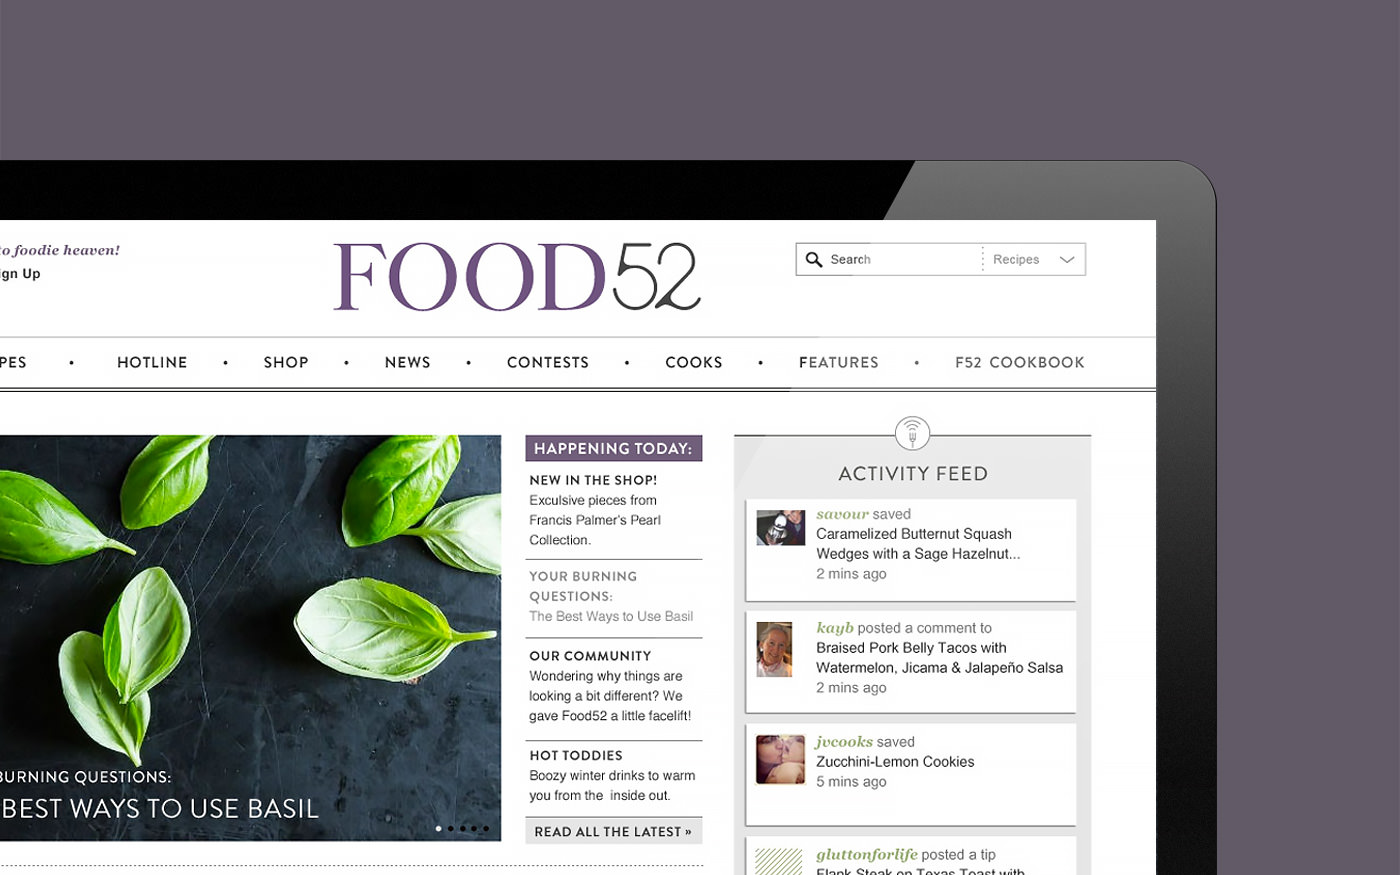 to foodie heaven!
ign Up
FOOD52
Search
Recipes
PES • HOTLINE • SHOP • NEWS • CONTESTS • COOKS • FEATURES • F52 COOKBOOK
BURNING QUESTIONS:
BEST WAYS TO USE BASIL
HAPPENING TODAY:
NEW IN THE SHOP!
Exculsive pieces from
Francis Palmer's Pearl
Collection.
YOUR BURNING
QUESTIONS:
The Best Ways to Use Basil
OUR COMMUNITY
Wondering why things are
looking a bit different? We
gave Food52 a little facelift!
HOT TODDIES
Boozy winter drinks to warm
you from the inside out.
READ ALL THE LATEST »
ACTIVITY FEED
savour saved
Caramelized Butternut Squash
Wedges with a Sage Hazelnut...
2 mins ago
kayb posted a comment to
Braised Pork Belly Tacos with
Watermelon, Jicama & Jalapeño Salsa
2 mins ago
jvcooks saved
Zucchini-Lemon Cookies
5 mins ago
gluttonforlife posted a tip
Flank Steak on Texas Toast with